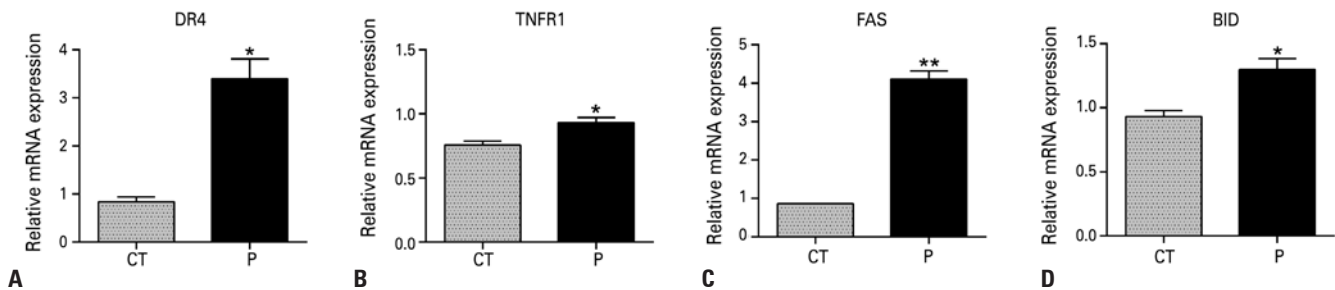 DR4
Relative mRNA expression
4
3
2
1
0
*
CT
P
A
TNFR1
Relative mRNA expression
1.5
1.0
0.5
0.0
*
CT
P
B
FAS
Relative mRNA expression
5
4
3
2
1
0
**
CT
P
C
BID
Relative mRNA expression
1.5
1.0
0.5
0.0
*
CT
P
D